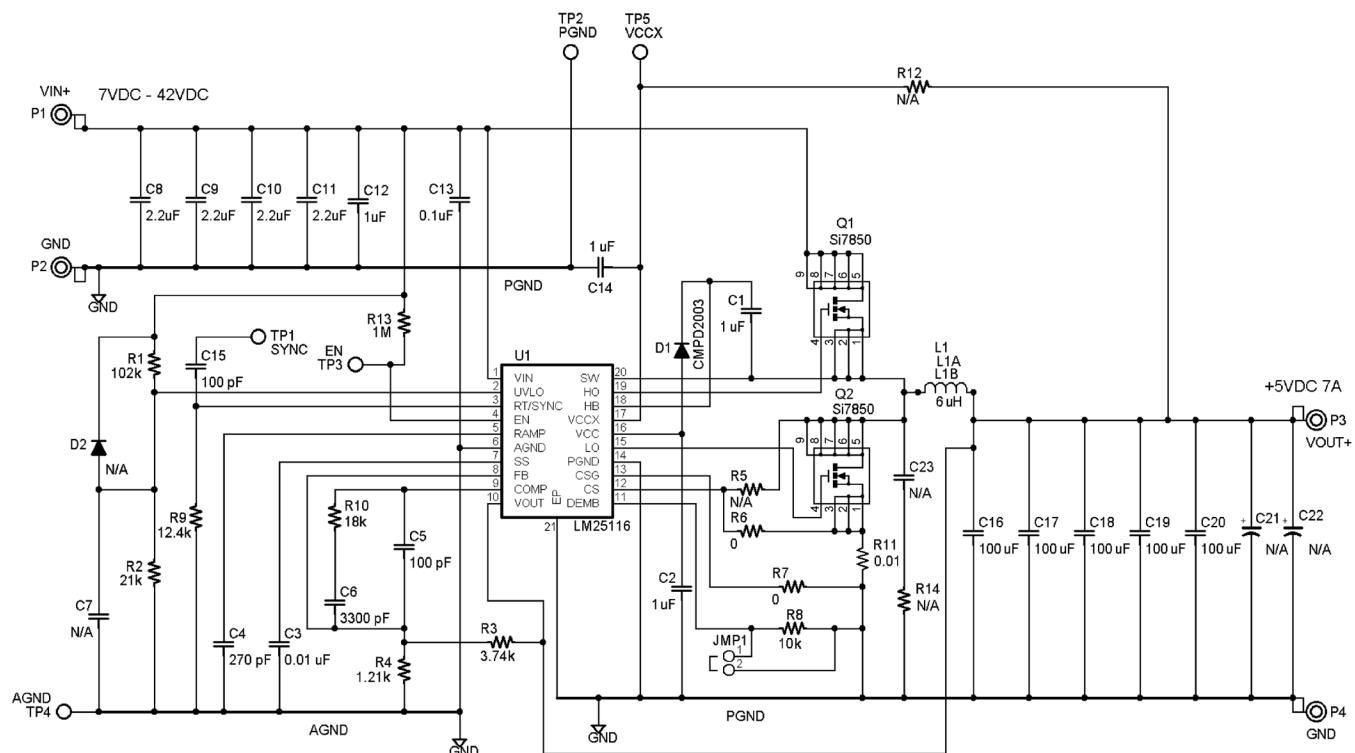 TP2
PGND
TP5
VCCX
VIN+
7VDC - 42VDC
P1
R12
N/A
C8
2.2uF
C9
2.2uF
C10
2.2uF
C11
2.2uF
C12
1uF
C13
0.1uF
GND
P2
GND
PGND
1 uF
C14
Q1
Si7850
9 8 7 6 5
4 3 2 1
R13
1M
TP1
SYNC
EN
TP3
C15
100 pF
R1
102k
D2
N/A
R9
12.4k
R2
21k
C7
N/A
C4
270 pF
C3
0.01 uF
R10
18k
C6
3300 pF
C5
100 pF
R4
1.21k
R3
3.74k
U1
1 VIN SW 20
2 UVLO HO 19
3 RT/SYNC HB 18
4 EN VCCX 17
5 RAMP VCC 16
6 AGND LO 15
7 SS PGND 14
8 FB CSG 13
9 COMP CS 12
10 VOUT DEMB 11
EP
21
LM25116
D1
CMPD2003
C1
1 uF
Q2
Si7850
9 8 7 6 5
4 3 2 1
L1
L1A
L1B
6 uH
R5
N/A
R6
0
R7
0
R8
10k
JMP1
1
2
C2
1uF
R11
0.01
C23
N/A
R14
N/A
C16
100 uF
C17
100 uF
C18
100 uF
C19
100 uF
C20
100 uF
+
C21
N/A
+
C22
N/A
+5VDC 7A
P3
VOUT+
P4
GND
AGND
TP4
AGND
GND
GND
PGND